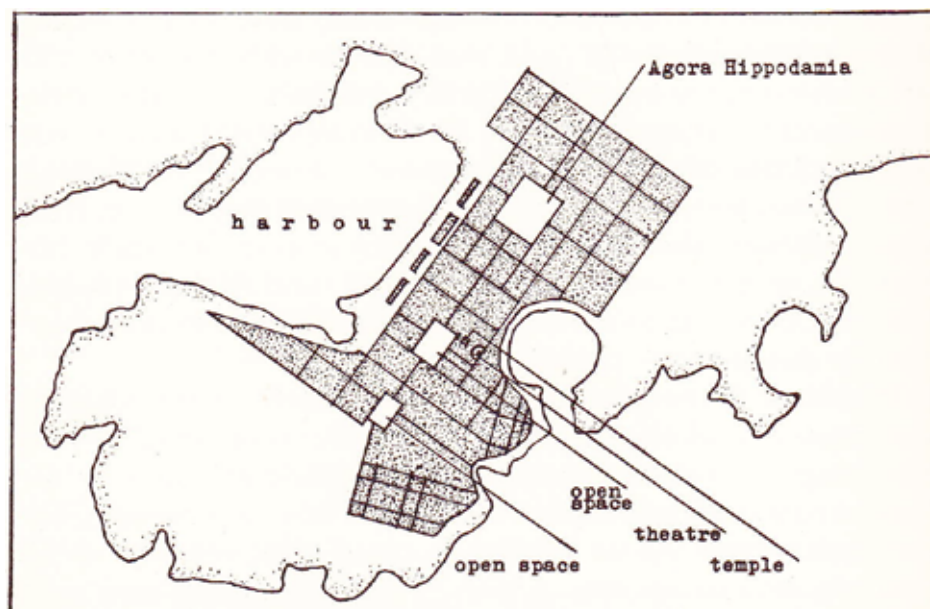 Agora Hippodamia
harbour
open
space
theatre
open space
temple